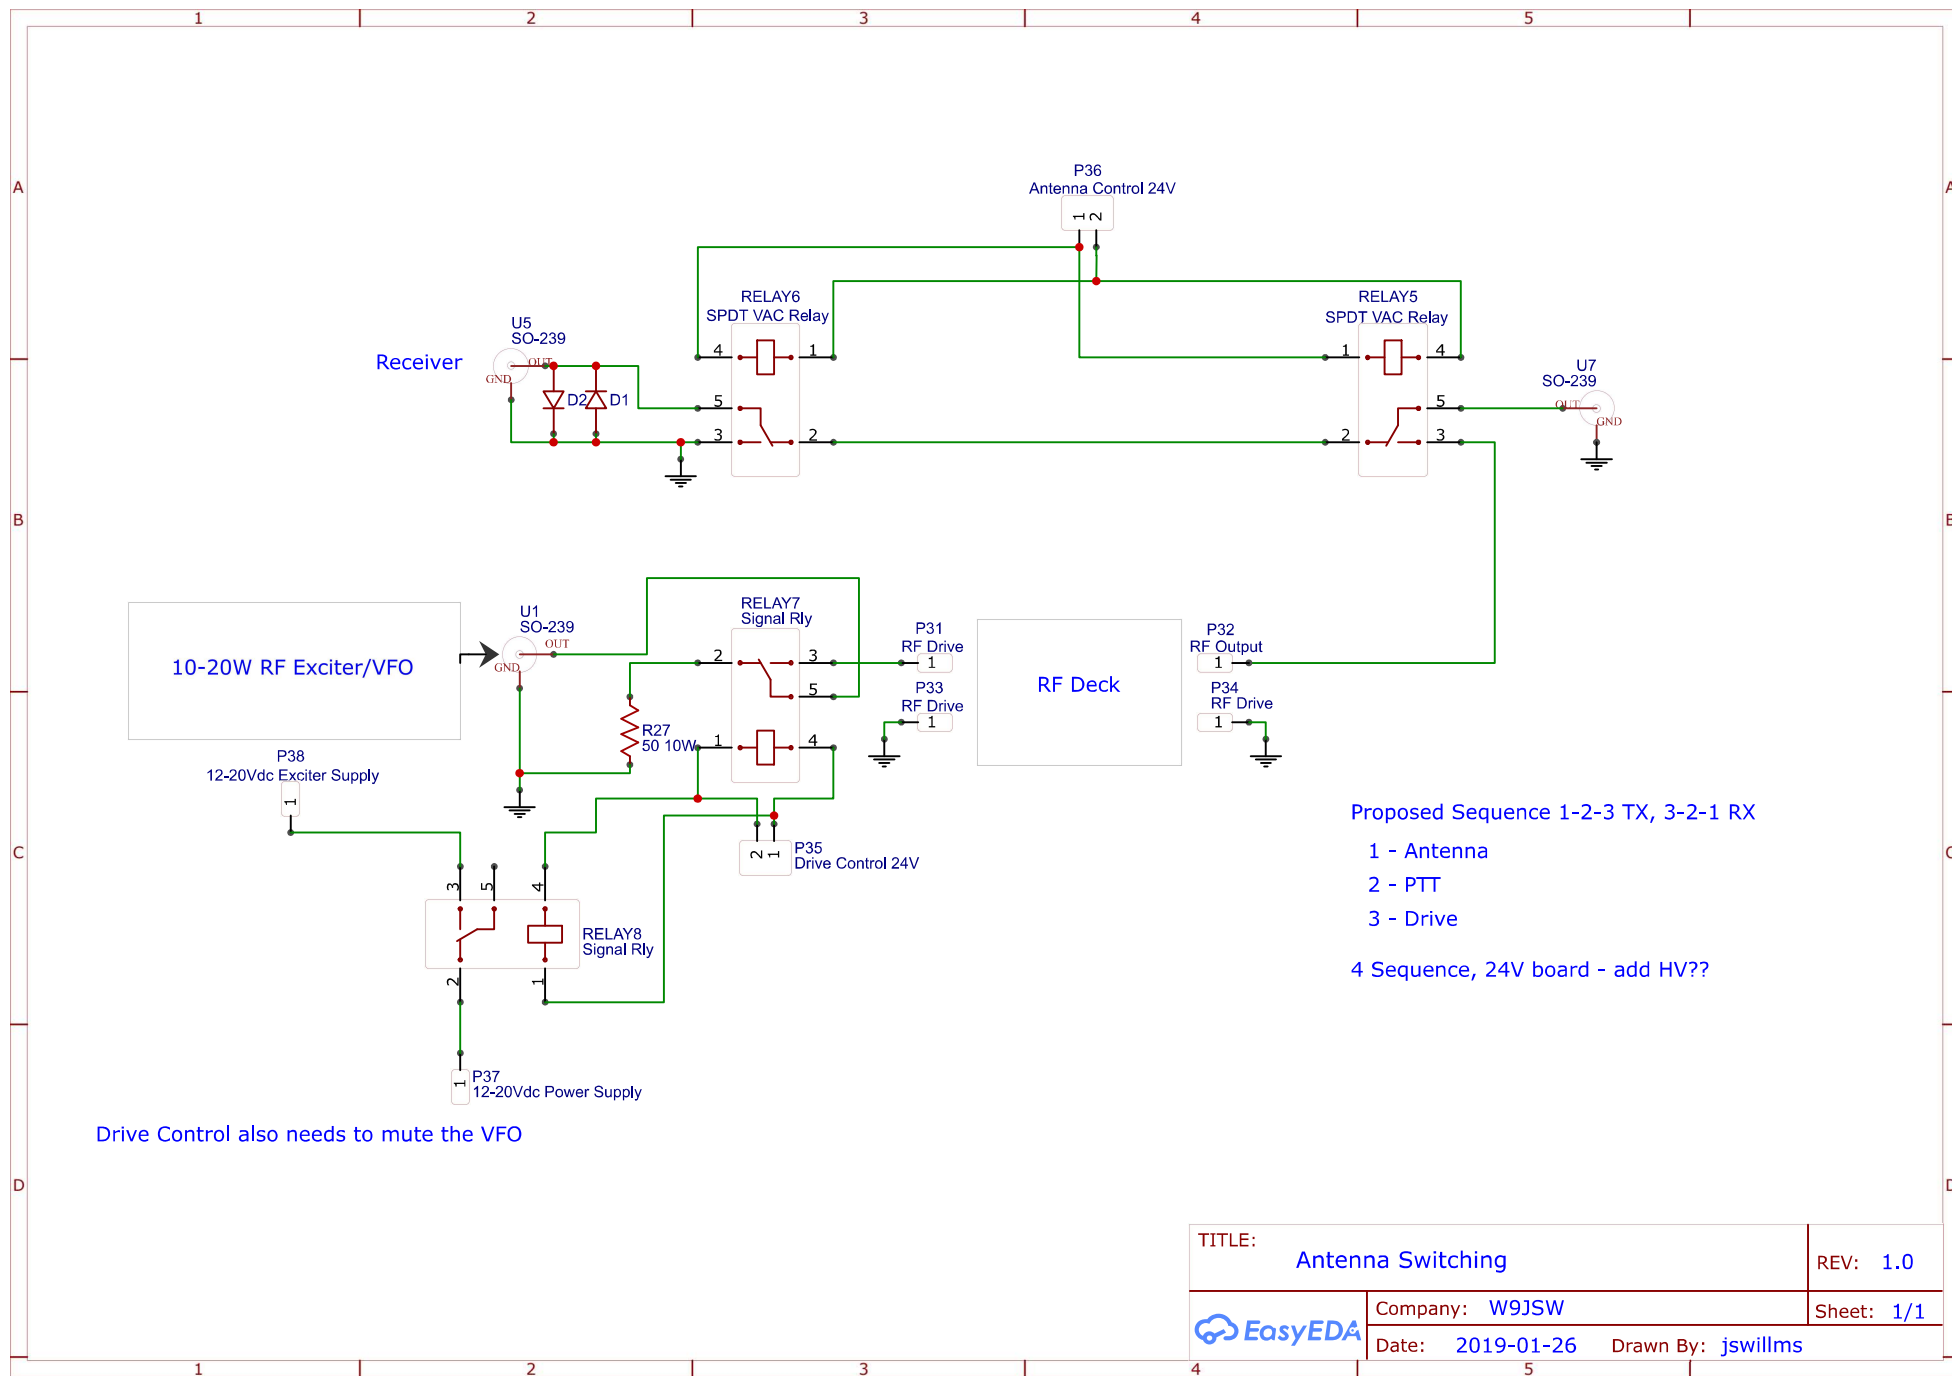 1 2 3 4 5
A
P36
Antenna Control 24V
1 2
A
RELAY6
SPDT VAC Relay
RELAY5
SPDT VAC Relay
U5
SO-239
Receiver
OUT
GND
D2 D1
4 1
5
3 2
1 4
5
2 3
U7
SO-239
OUT
GND
B
B
RELAY7
Signal Rly
U1
SO-239
OUT
GND
10-20W RF Exciter/VFO
2 3
5
1 4
R27
50 10W
P31
RF Drive
1
P33
RF Drive
1
RF Deck
P32
RF Output
1
P34
RF Drive
1
P38
12-20Vdc Exciter Supply
1
Proposed Sequence 1-2-3 TX, 3-2-1 RX
1 - Antenna
2 - PTT
3 - Drive
4 Sequence, 24V board - add HV??
C
C
2 1
P35
Drive Control 24V
3 5 4
RELAY8
Signal Rly
2 1
P37
12-20Vdc Power Supply
1
Drive Control also needs to mute the VFO
D
D
TITLE:
Antenna Switching
REV: 1.0
EasyEDA
Company: W9JSW
Sheet: 1/1
Date: 2019-01-26 Drawn By: jswillms
1 2 3 4 5